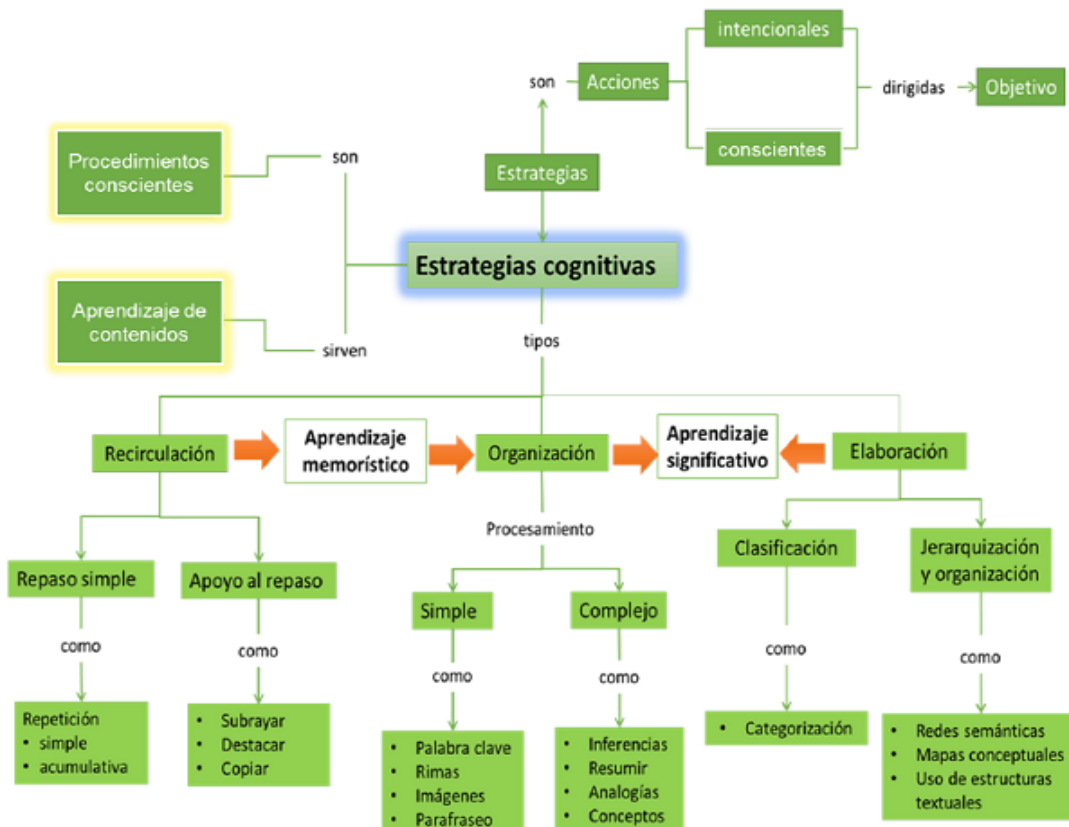 intencionales
son
Acciones
dirigidas
Objetivo
conscientes
Procedimientos
conscientes
son
Estrategias
Estrategias cognitivas
Aprendizaje de
contenidos
sirven
tipos
Recirculación
Aprendizaje
memorístico
Organización
Aprendizaje
significativo
Elaboración
Procesamiento
Repaso simple
Apoyo al repaso
Simple
Complejo
Clasificación
Jerarquización
y organización
como
como
como
como
como
como
Repetición
• simple
• acumulativa
• Subrayar
• Destacar
• Copiar
• Palabra clave
• Rimas
• Imágenes
• Parafraseo
• Inferencias
• Resumir
• Analogías
• Conceptos
• Categorización
• Redes semánticas
• Mapas conceptuales
• Uso de estructuras
textuales